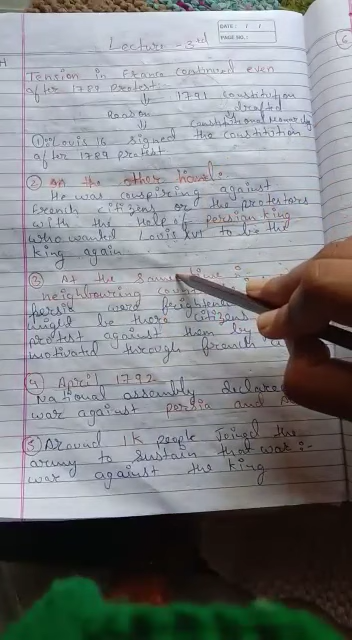 DATE: / /
PAGE NO.:
6
H
Lecture - 3rd
Tension in France continued even
after 1789 protest.
1791 constitution
drafted
Reason
constitutional monarchy
① Louis 16 signed the constitution
after 1789 protest
② on the other hand:
He was conspiring against
French citizens or the protestors
with the Help of Persian king
who wanted Louis XVI to be the
king again
③ At the same
neighbouring
persia were frightened
might be there citizens
protest against them by
motivated through french
④ April 1792
National assembly declared
war against persia and
⑤ Around 1K people Joined the
army to sustain that war :-
war against the king